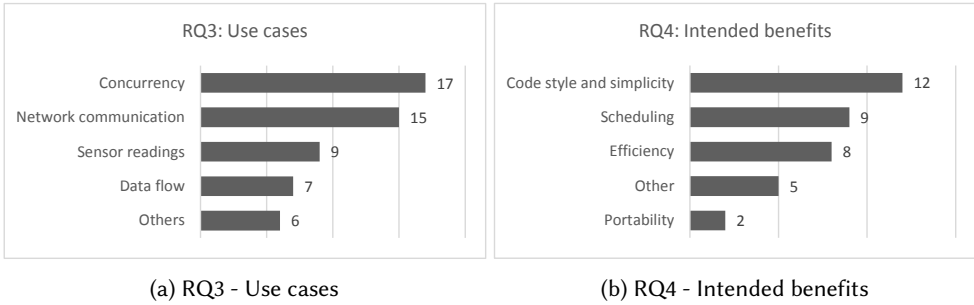 RQ3: Use cases
Concurrency 17
Network communication 15
Sensor readings 9
Data flow 7
Others 6
(a) RQ3 - Use cases
RQ4: Intended benefits
Code style and simplicity 12
Scheduling 9
Efficiency 8
Other 5
Portability 2
(b) RQ4 - Intended benefits